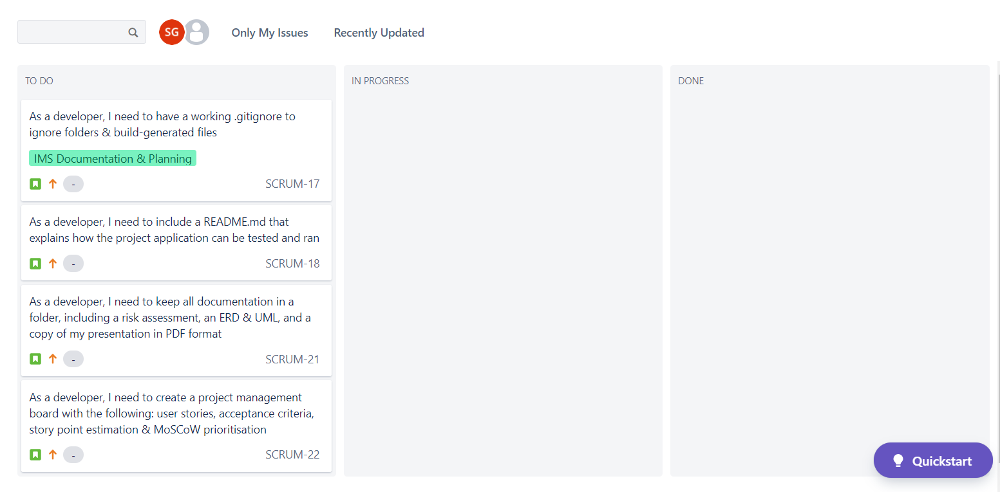 SG
Only My Issues
Recently Updated
TO DO
As a developer, I need to have a working .gitignore to
ignore folders & build-generated files
IMS Documentation & Planning
-
SCRUM-17
As a developer, I need to include a README.md that
explains how the project application can be tested and ran
-
SCRUM-18
As a developer, I need to keep all documentation in a
folder, including a risk assessment, an ERD & UML, and a
copy of my presentation in PDF format
-
SCRUM-21
As a developer, I need to create a project management
board with the following: user stories, acceptance criteria,
story point estimation & MoSCoW prioritisation
-
SCRUM-22
IN PROGRESS
DONE
Quickstart